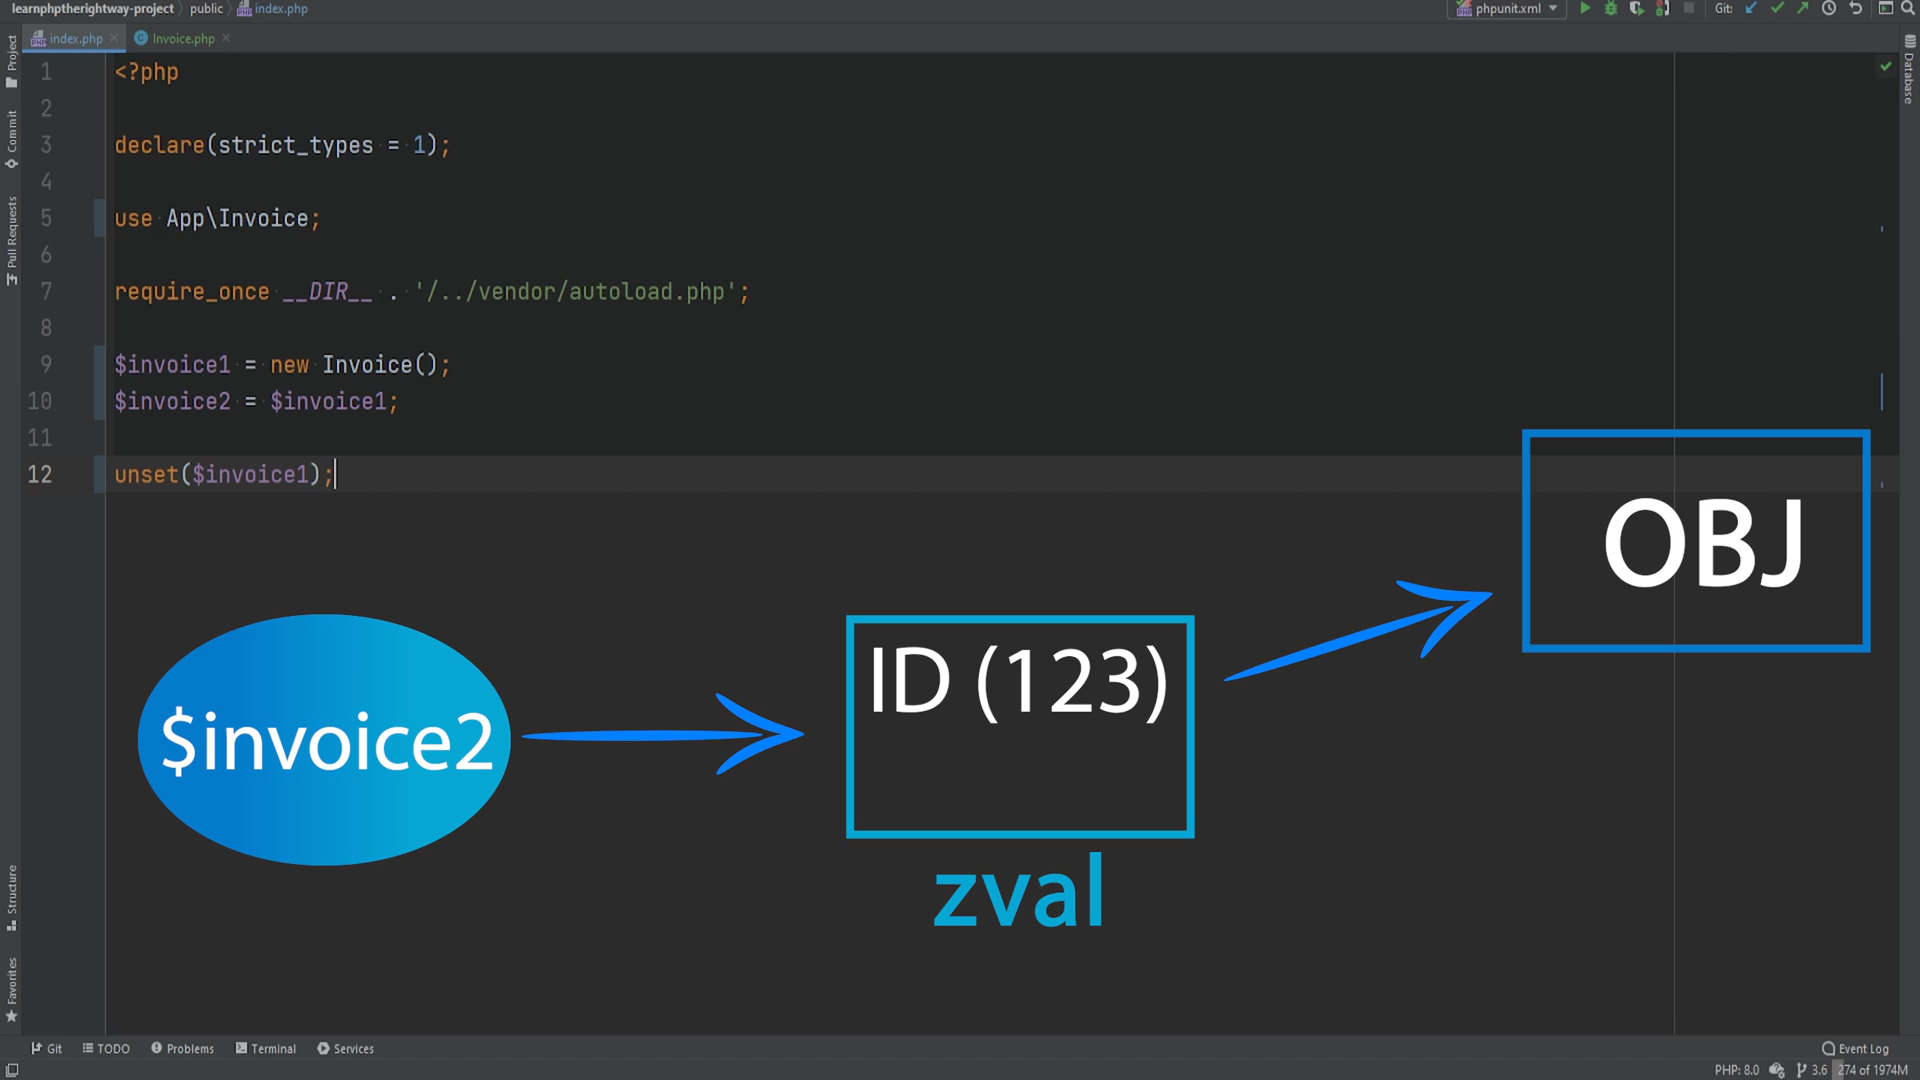 learnphptherightway-project public index.php
phpunit.xml Git:
index.php Invoice.php
Project
Commit
Pull Requests
Structure
Favorites
Database
1 <?php
2
3 declare(strict_types = 1);
4
5 use App\Invoice;
6
7 require_once __DIR__ . '/../vendor/autoload.php';
8
9 $invoice1 = new Invoice();
10 $invoice2 = $invoice1;
11
12 unset($invoice1);
OBJ
ID (123)
$invoice2
zval
Git TODO Problems Terminal Services Event Log
PHP: 8.0 3.6 274 of 1974M